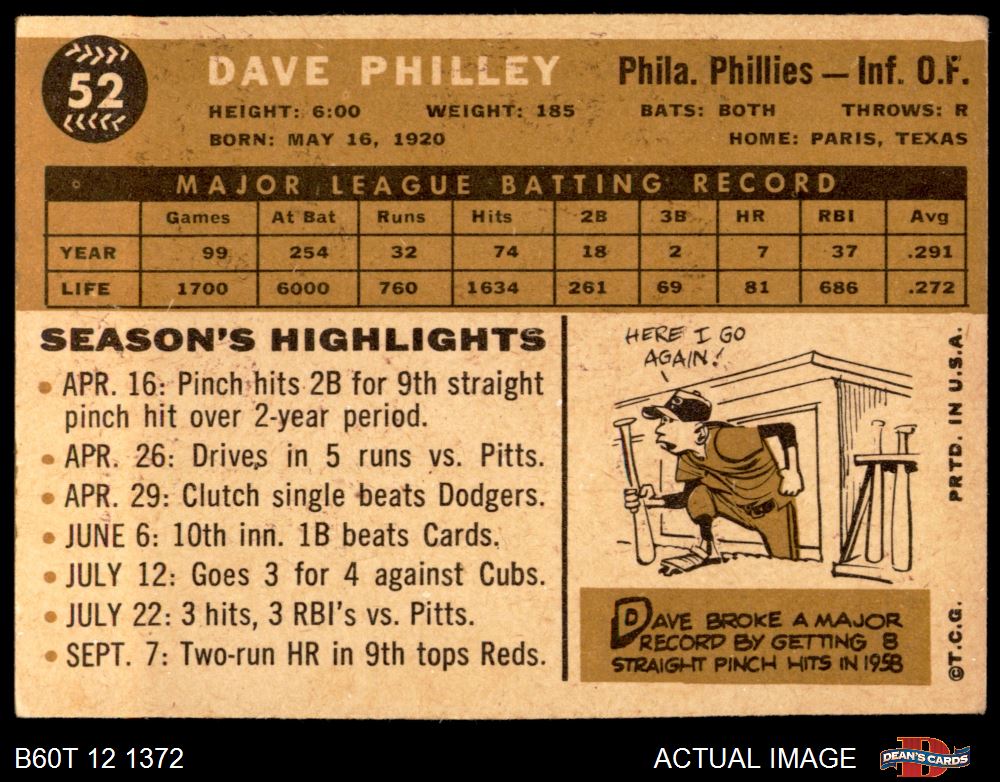 52
DAVE PHILLEY
Phila. Phillies — Inf. O.F.
HEIGHT: 6:00 WEIGHT: 185 BATS: BOTH THROWS: R
BORN: MAY 16, 1920 HOME: PARIS, TEXAS
MAJOR LEAGUE BATTING RECORD
Games At Bat Runs Hits 2B 3B HR RBI Avg
YEAR 99 254 32 74 18 2 7 37 .291
LIFE 1700 6000 760 1634 261 69 81 686 .272
SEASON'S HIGHLIGHTS
• APR. 16: Pinch hits 2B for 9th straight
pinch hit over 2-year period.
• APR. 26: Drives in 5 runs vs. Pitts.
• APR. 29: Clutch single beats Dodgers.
• JUNE 6: 10th inn. 1B beats Cards.
• JULY 12: Goes 3 for 4 against Cubs.
• JULY 22: 3 hits, 3 RBI's vs. Pitts.
• SEPT. 7: Two-run HR in 9th tops Reds.
HERE I GO
AGAIN!
DAVE BROKE A MAJOR
RECORD BY GETTING 8
STRAIGHT PINCH HITS IN 1958
©T.C.G. PRTD. IN U.S.A.
B60T 12 1372
ACTUAL IMAGE
DEAN'S CARDS